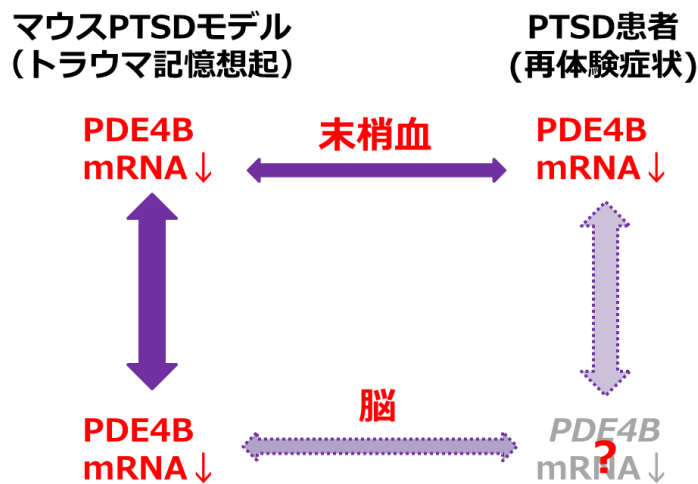 マウスPTSDモデル
（トラウマ記憶想起）
PTSD患者
(再体験症状)
PDE4B
mRNA↓
末梢血
PDE4B
mRNA↓
脳
PDE4B
mRNA↓
PDE4B
mRNA↓
?